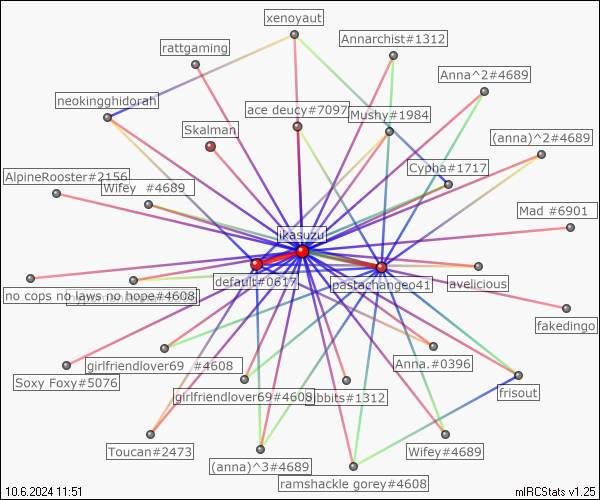 xenoyaut
Annarchist#1312
rattgaming
Anna^2#4689
neokingghidorah
ace deucy#7097
Mushy#1984
Skalman
(anna)^2#4689
Cypha#1717
AlpineRooster#2156
Wifey #4689
Mad #6901
ikasuzu
default#0617
pastachangeo41
avelicious
no cops no laws no hope#4608
fakedingo
girlfriendlover69 #4608
Anna.#0396
Soxy Foxy#5076
girlfriendlover69#4608
#1312
frisout
Toucan#2473
Wifey#4689
(anna)^3#4689
ramshackle gorey#4608
10.6.2024 11:51
mIRCStats v1.25